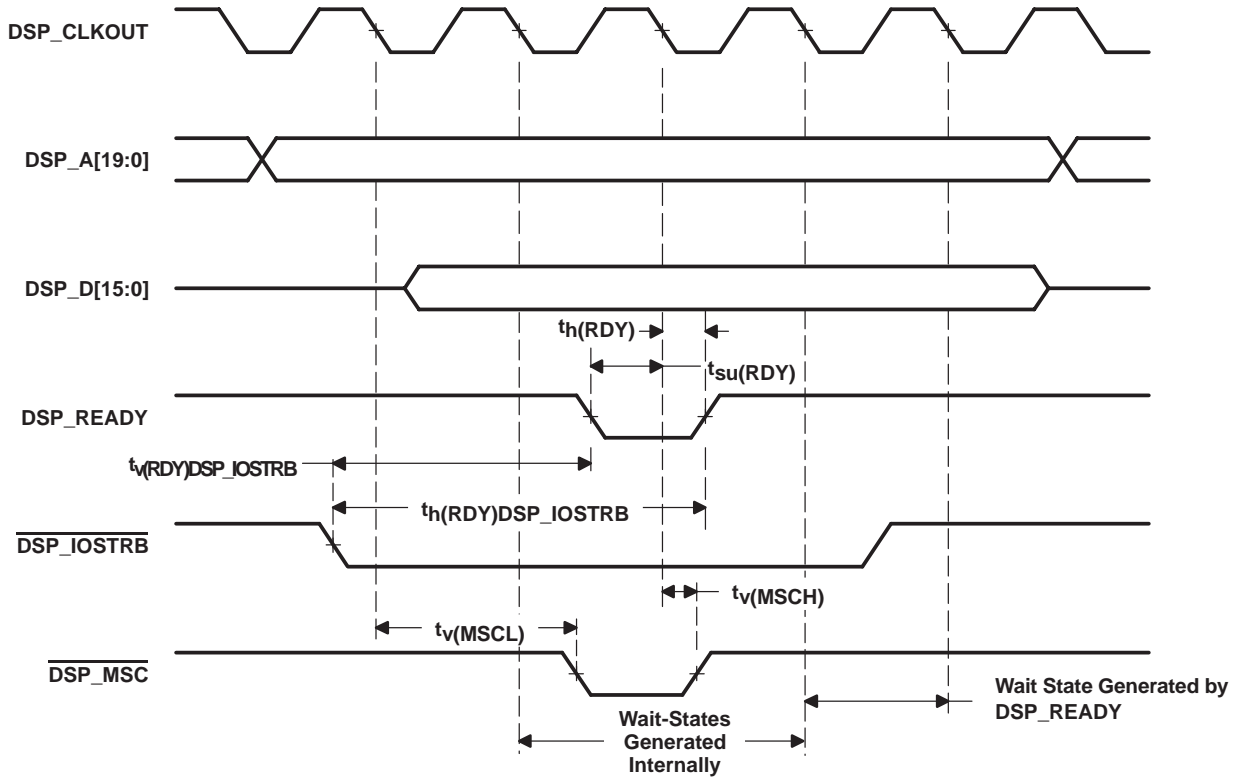 DSP_CLKOUT
DSP_A[19:0]
DSP_D[15:0]
th(RDY)
tsu(RDY)
DSP_READY
tv(RDY)DSP_IOSTRB
th(RDY)DSP_IOSTRB
DSP_IOSTRB
tv(MSCH)
tv(MSCL)
DSP_MSC
Wait State Generated by
DSP_READY
Wait-States
Generated
Internally